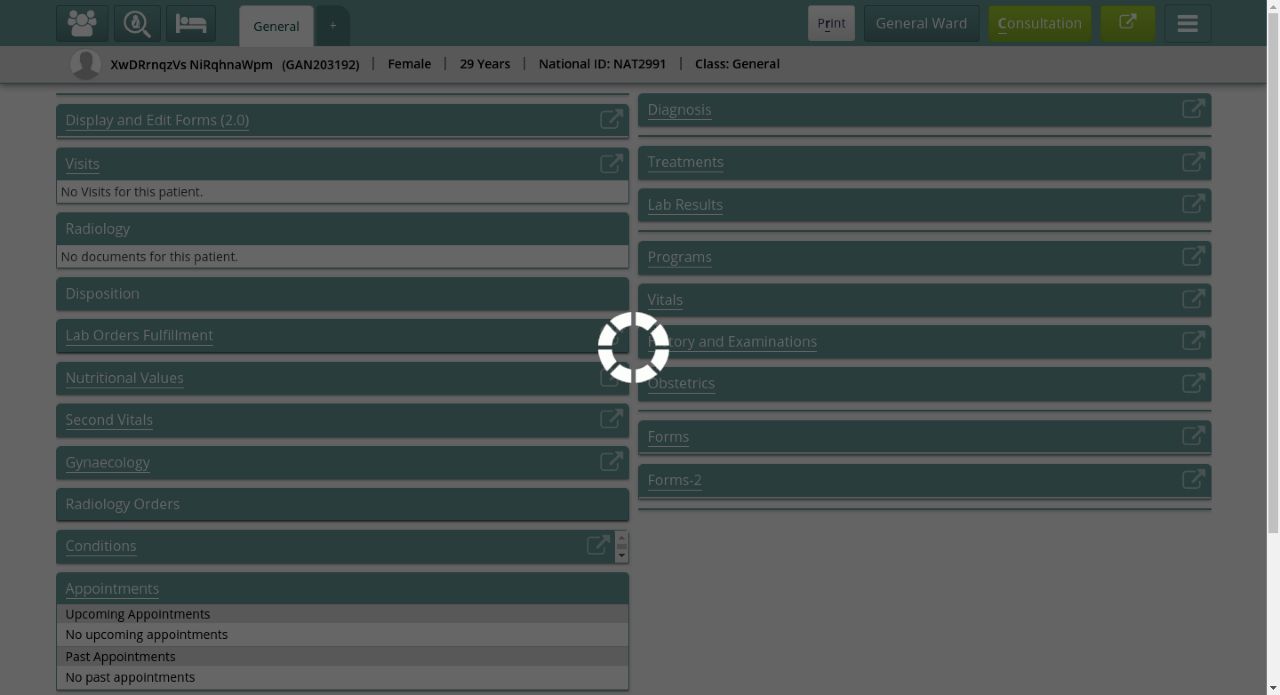 General
+
Print
General Ward
Consultation
XwDRrnqzVs NiRqhnaWpm (GAN203192) | Female | 29 Years | National ID: NAT2991 | Class: General
Display and Edit Forms (2.0)
Visits
No Visits for this patient.
Radiology
No documents for this patient.
Disposition
Lab Orders Fulfillment
Nutritional Values
Second Vitals
Gynaecology
Radiology Orders
Conditions
Appointments
Upcoming Appointments
No upcoming appointments
Past Appointments
No past appointments
Diagnosis
Treatments
Lab Results
Programs
Vitals
and Examinations
Obstetrics
Forms
Forms-2